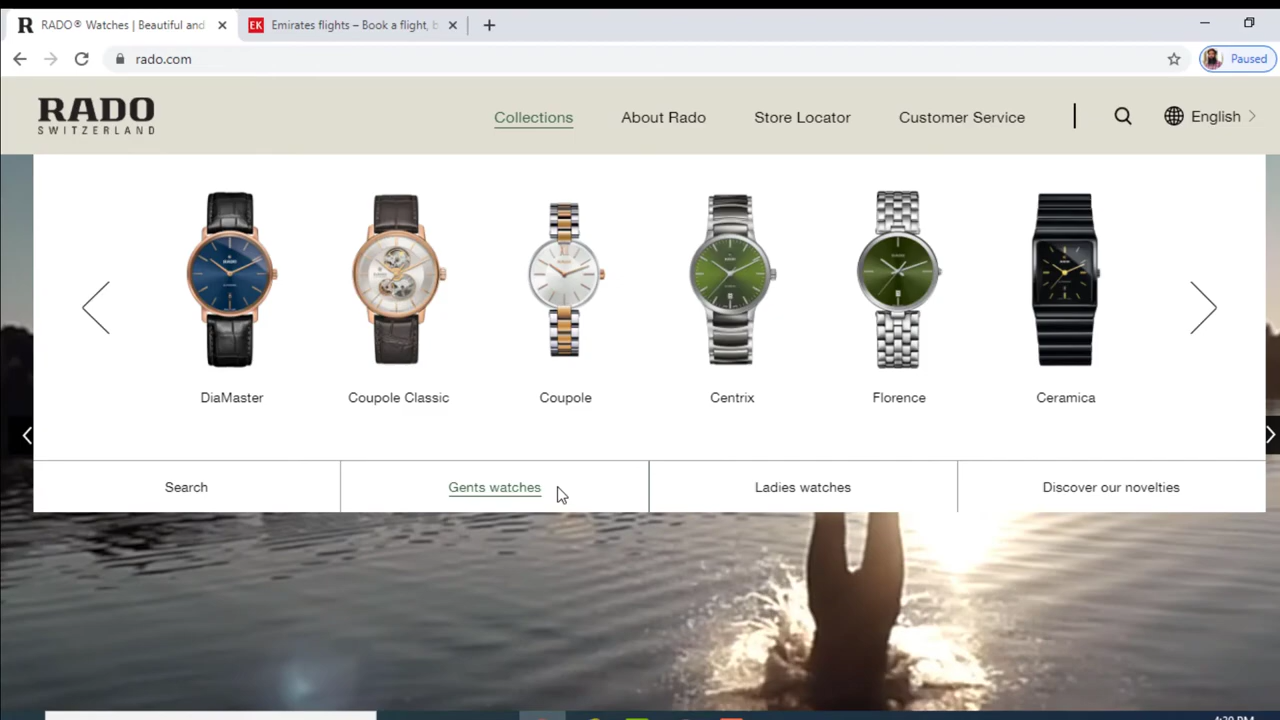 RADO® Watches | Beautiful and
EK
Emirates flights – Book a flight, b
rado.com
Paused
RADO
SWITZERLAND
Collections
About Rado
Store Locator
Customer Service
English
DiaMaster
Coupole Classic
Coupole
Centrix
Florence
Ceramica
Search
Gents watches
Ladies watches
Discover our novelties